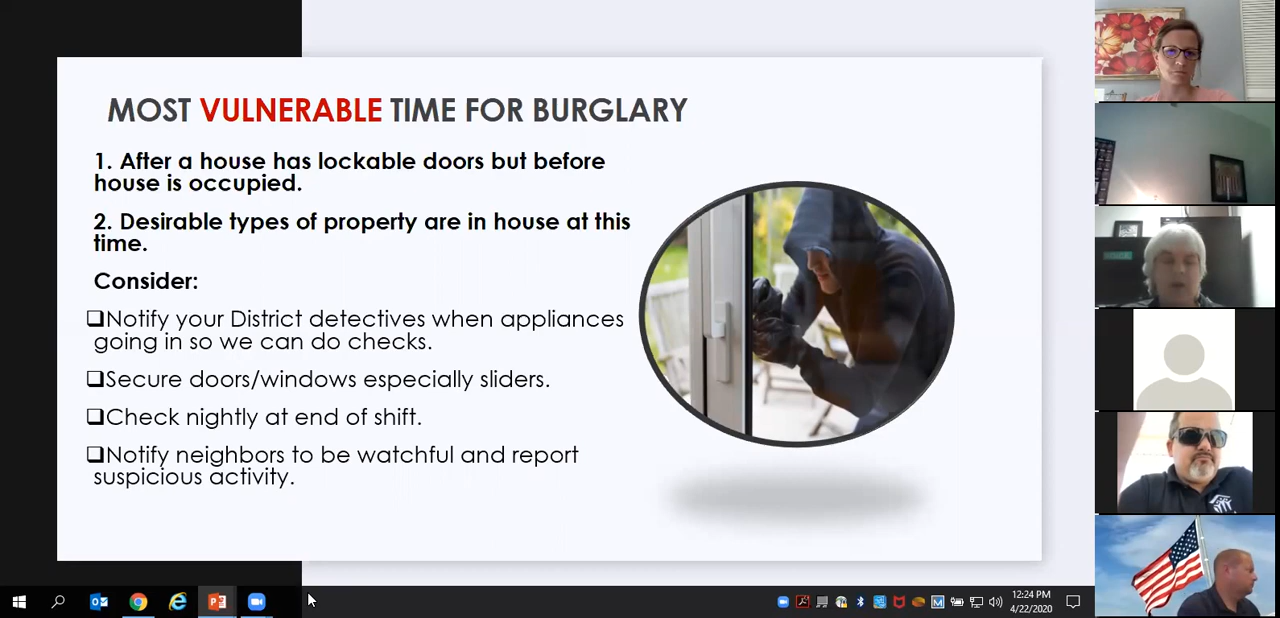 MOST VULNERABLE TIME FOR BURGLARY
1. After a house has lockable doors but before
house is occupied.
2. Desirable types of property are in house at this
time.
Consider:
❑Notify your District detectives when appliances
going in so we can do checks.
❑Secure doors/windows especially sliders.
❑Check nightly at end of shift.
❑Notify neighbors to be watchful and report
suspicious activity.
12:24 PM
4/22/2020